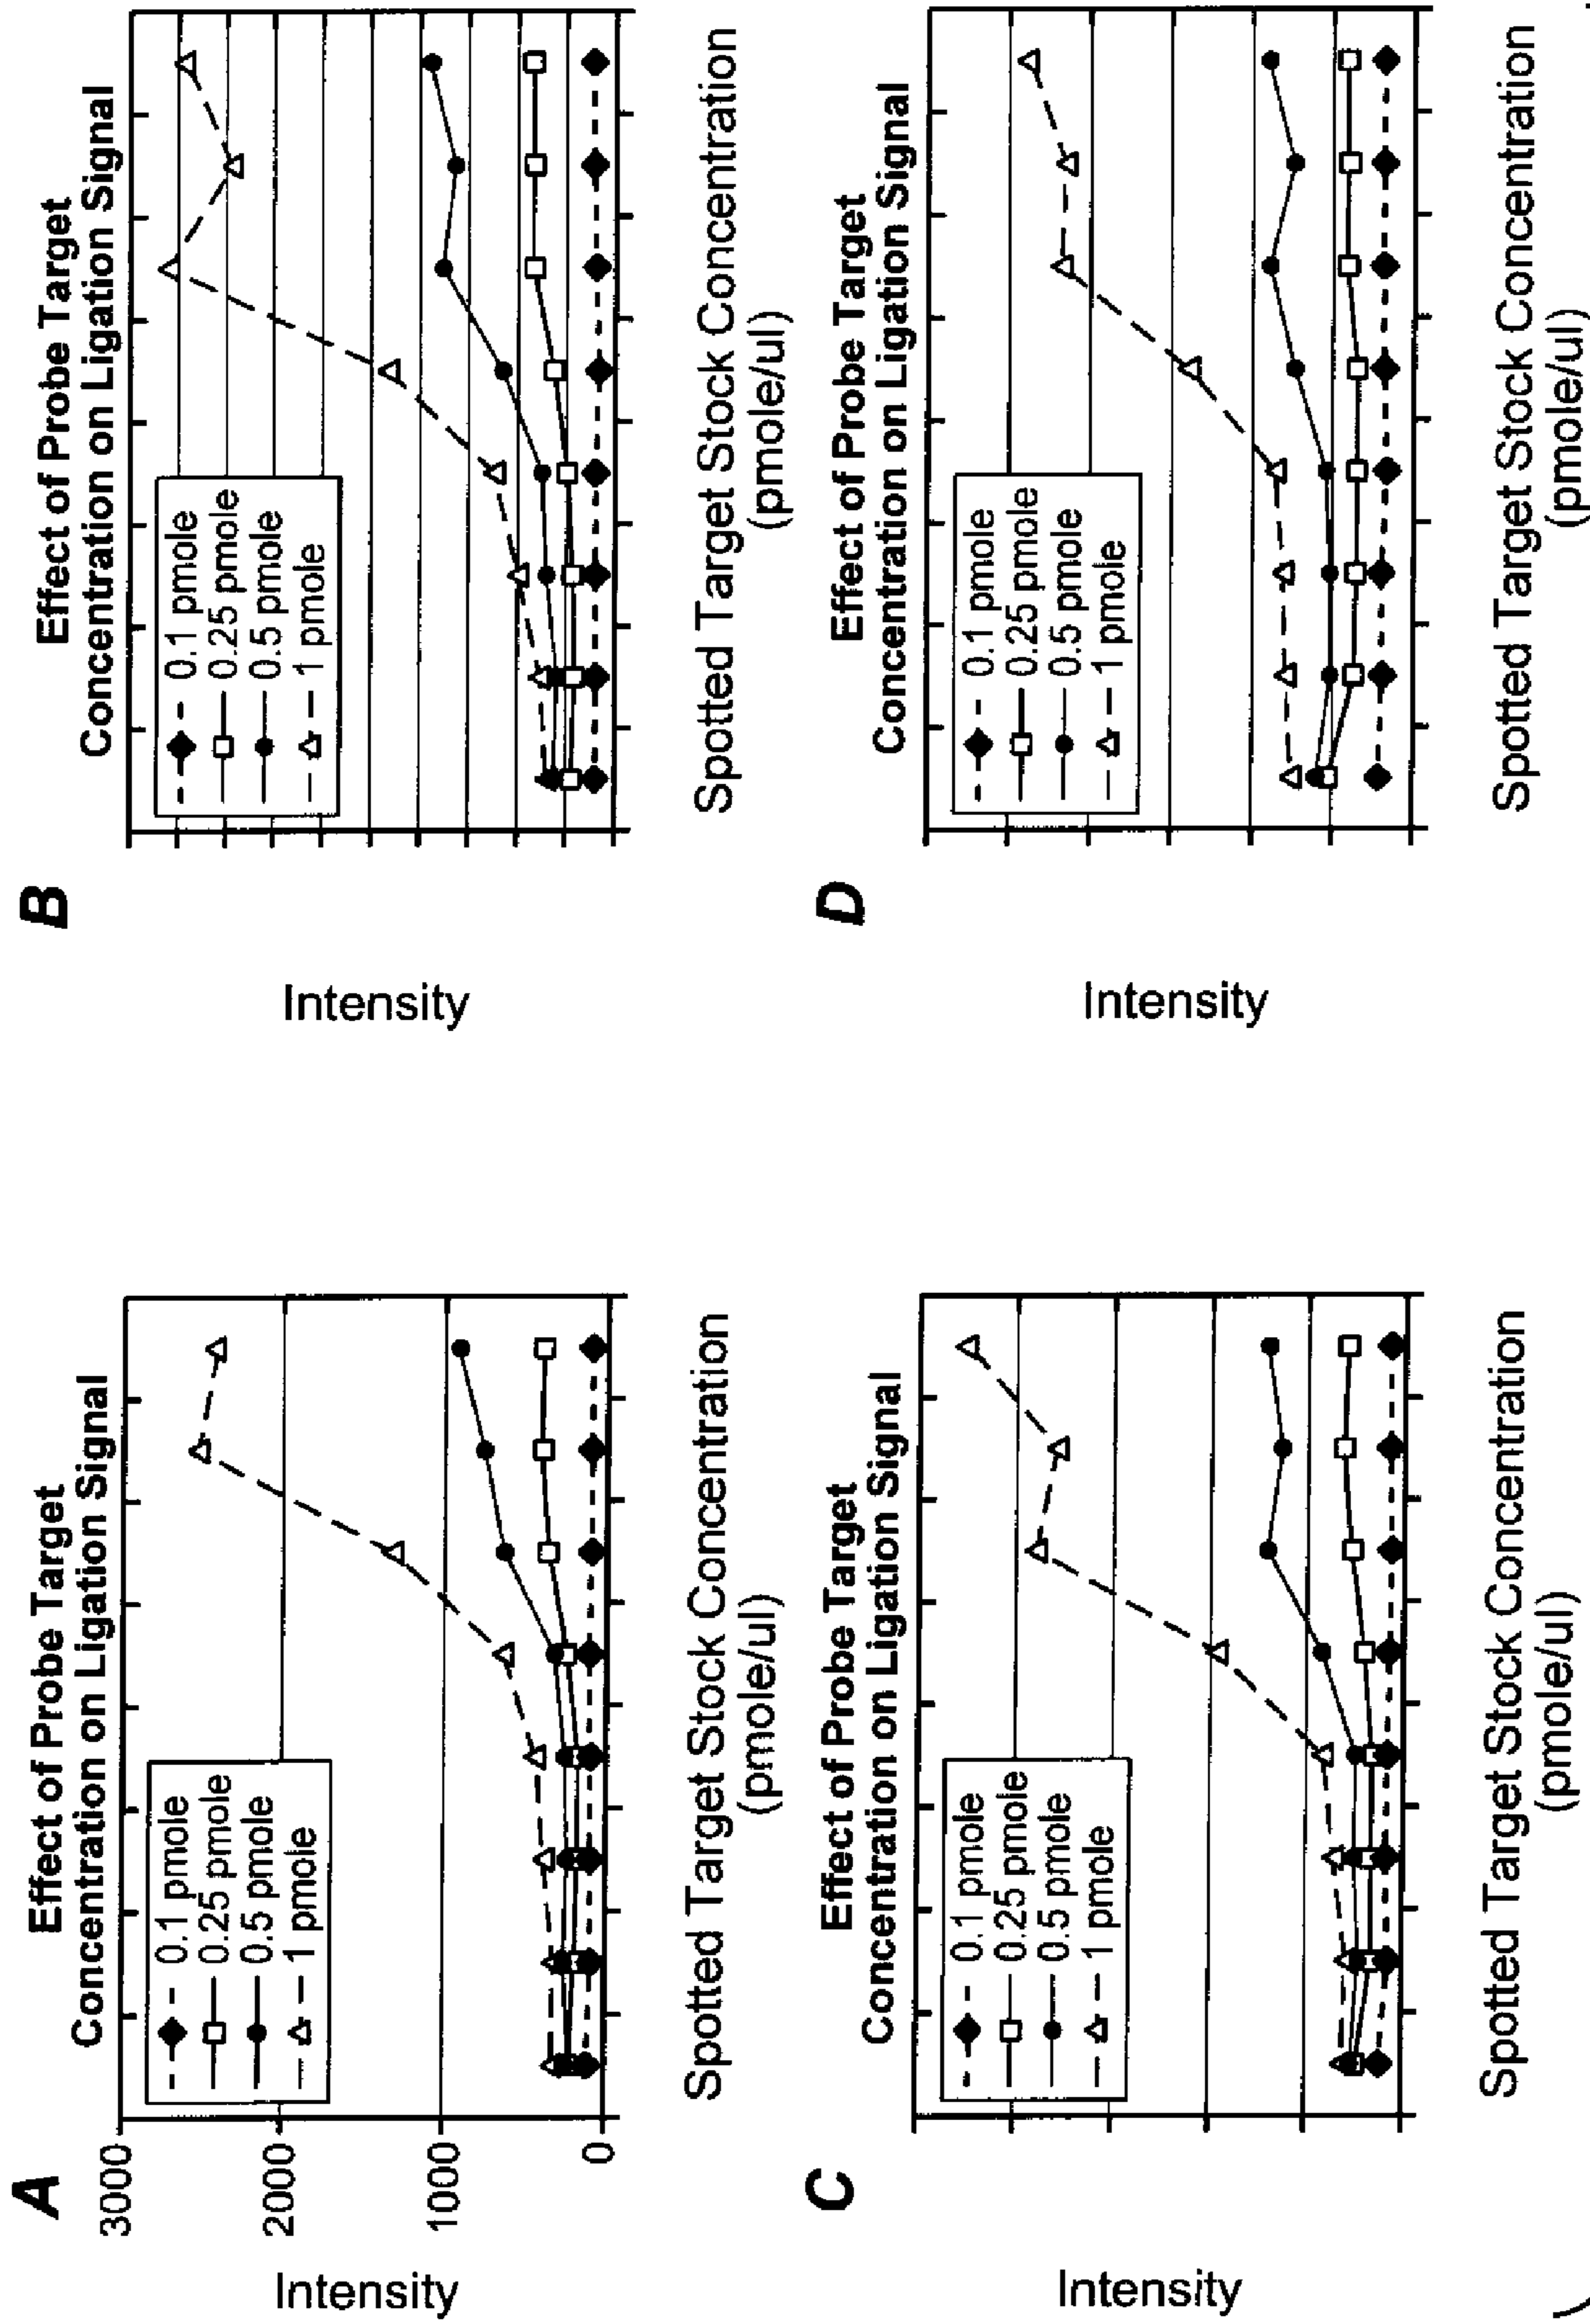 A
Effect of Probe Target
Concentration on Ligation Signal
3000
2000
1000
0
Intensity
0.1 pmole
0.25 pmole
0.5 pmole
1 pmole
Spotted Target Stock Concentration
(pmole/ul)
B
Effect of Probe Target
Concentration on Ligation Signal
Intensity
0.1 pmole
0.25 pmole
0.5 pmole
1 pmole
Spotted Target Stock Concentration
(pmole/ul)
C
Effect of Probe Target
Concentration on Ligation Signal
Intensity
0.1 pmole
0.25 pmole
0.5 pmole
1 pmole
Spotted Target Stock Concentration
(pmole/ul)
D
Effect of Probe Target
Concentration on Ligation Signal
Intensity
0.1 pmole
0.25 pmole
0.5 pmole
1 pmole
Spotted Target Stock Concentration
(pmole/ul)